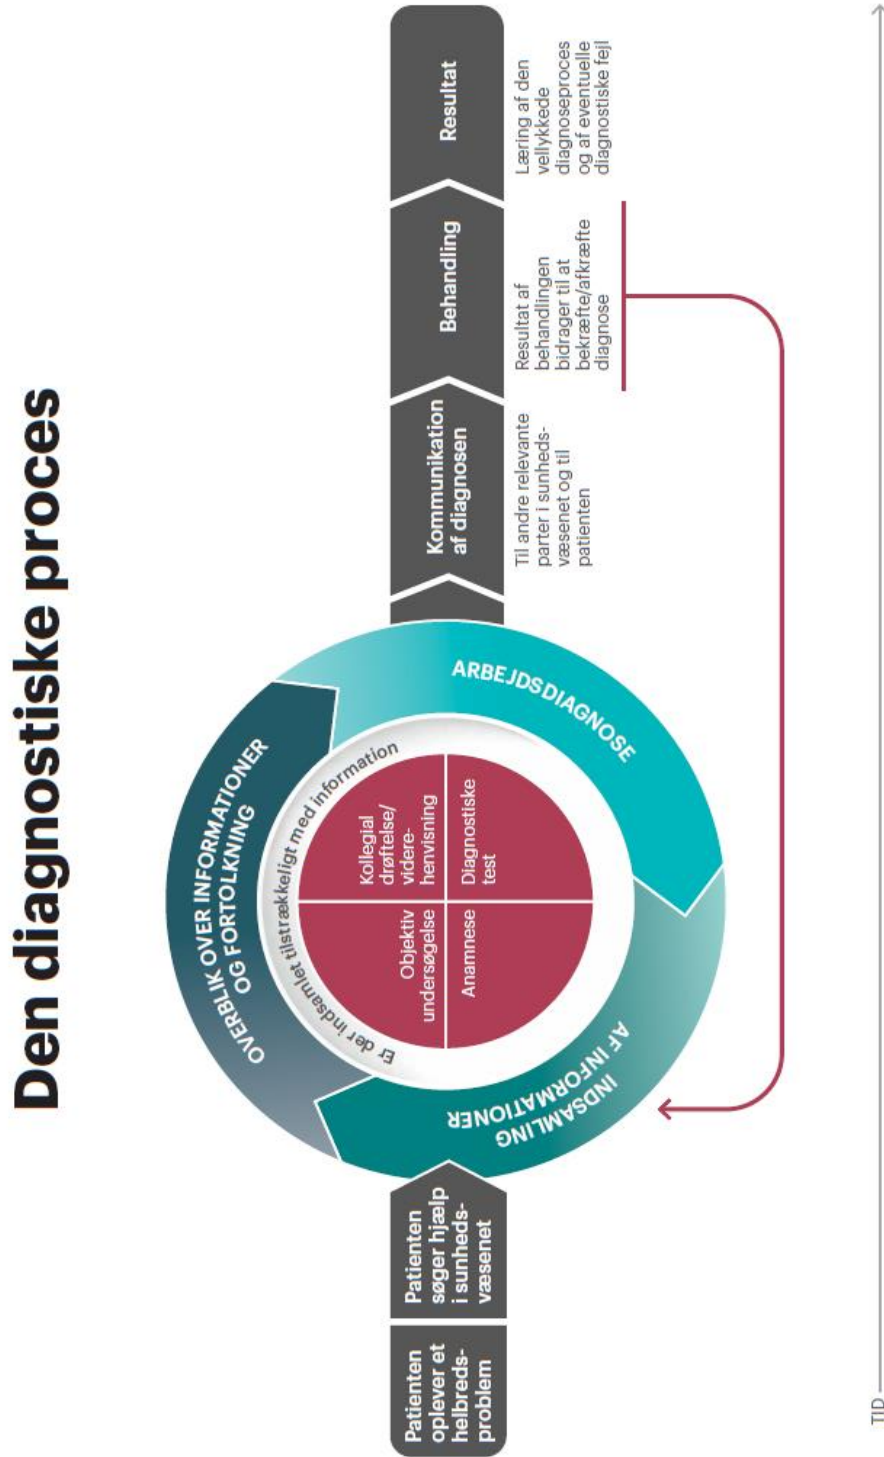 Den diagnostiske proces
Patienten
oplever et
helbreds-
problem
Patienten
søger hjælp
i sunheds-
væsenet
INDSAMLING
AF INFORMATIONER
OVERBLIK OVER INFORMATIONER
OG FORTOLKNING
ARBEJDSDIAGNOSE
Er der indsamlet tilstrækkeligt med information
Objektiv
undersøgelse
Kollegial
drøftelse/
videre-
henvisning
Anamnese
Diagnostiske
test
Kommunikation
af diagnosen
Til andre relevante
parter i sunheds-
væsenet og til
patienten
Behandling
Resultat af
behandlingen
bidrager til at
bekræfte/afkræfte
diagnose
Resultat
Læring af den
vellykkede
diagnoseproces
og af eventuelle
diagnostiske fejl
TID